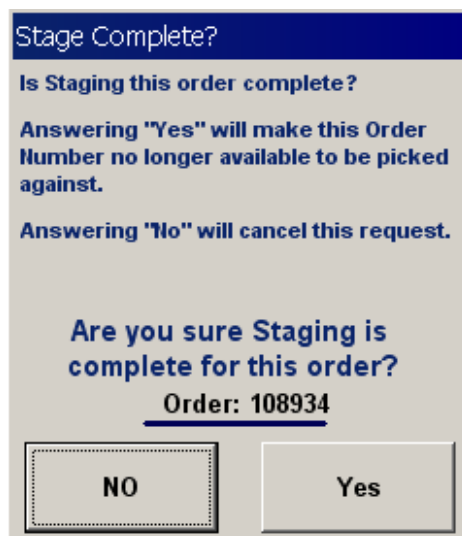 Stage Complete?
Is Staging this order complete?
Answering "Yes" will make this Order
Number no longer available to be picked
against.
Answering "No" will cancel this request.
Are you sure Staging is
complete for this order?
Order: 108934
NO
Yes